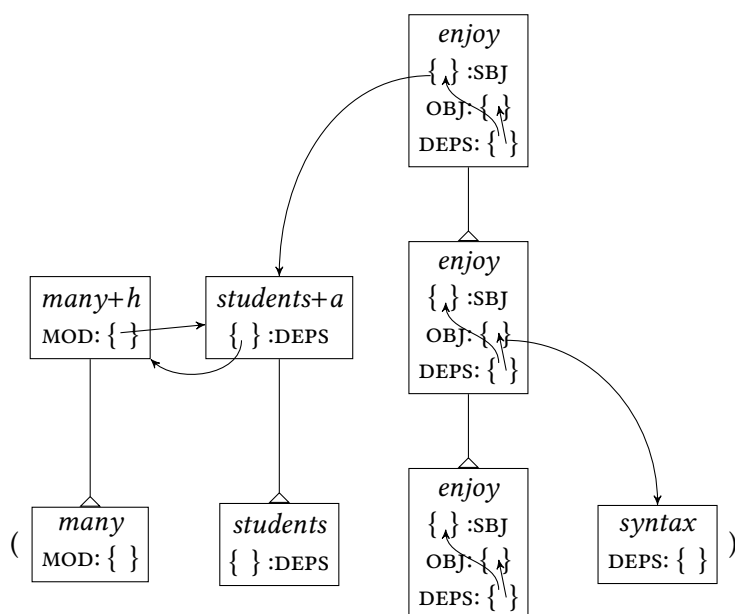 enjoy
{ } :SBJ
OBJ: { }
DEPS: { }
many+h
MOD: { }
students+a
{ } :DEPS
enjoy
{ } :SBJ
OBJ: { }
DEPS: { }
( many
MOD: { }
students
{ } :DEPS
enjoy
{ } :SBJ
OBJ: { }
DEPS: { }
syntax
DEPS: { } )